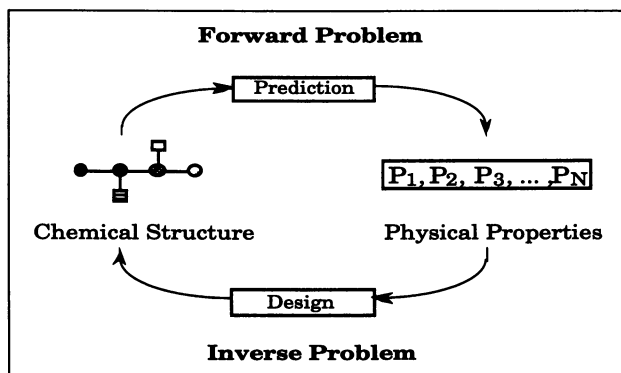 Forward Problem
Prediction
P1, P2, P3, ... ,PN
Chemical Structure
Physical Properties
Design
Inverse Problem